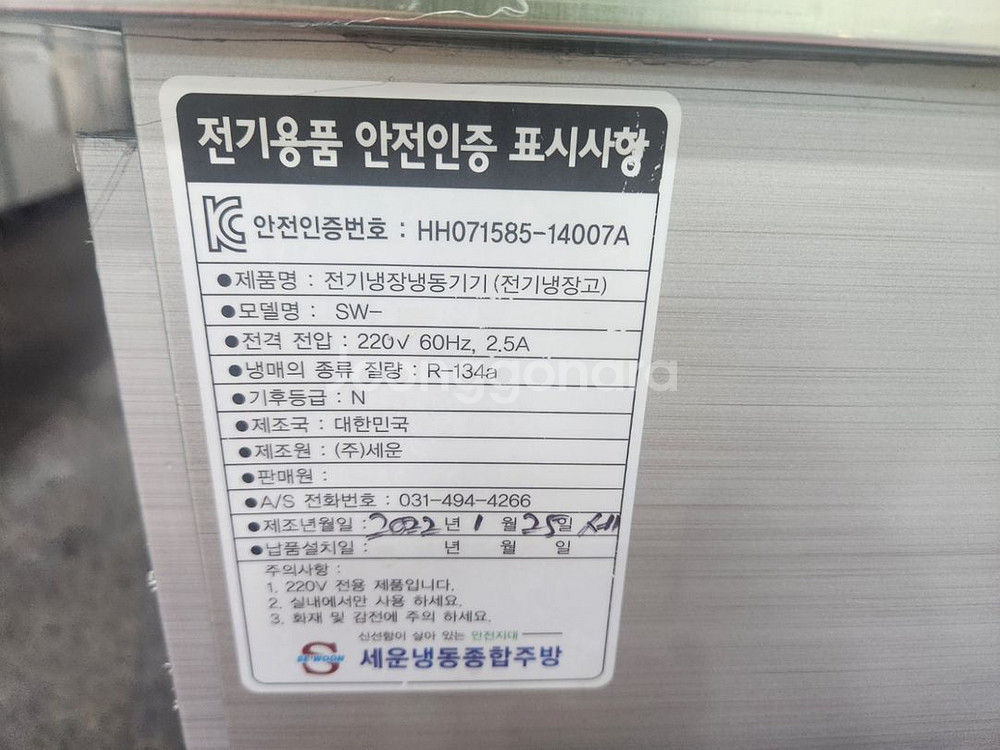 전기용품 안전인증 표시사항
KC 안전인증번호 : HH071585-14007A
●제품명 : 전기냉장냉동기기(전기냉장고)
●모델명 : SW-
●전격 전압 : 220V 60Hz, 2.5A
●냉매의 종류 질량 : R-134a
●기후등급 : N
●제조국 : 대한민국
●제조원 : (주)세운
●판매원 :
●A/S 전화번호 : 031-494-4266
●제조년월일 : 2022년 1월 25일
●납품설치일 : 년 월 일
주의사항 :
1. 220V 전용 제품입니다.
2. 실내에서만 사용 하세요.
3. 화재 및 감전에 주의 하세요.
신선함이 살아 있는 안전지대
SE-WOON 세운냉동종합주방
joonggonara